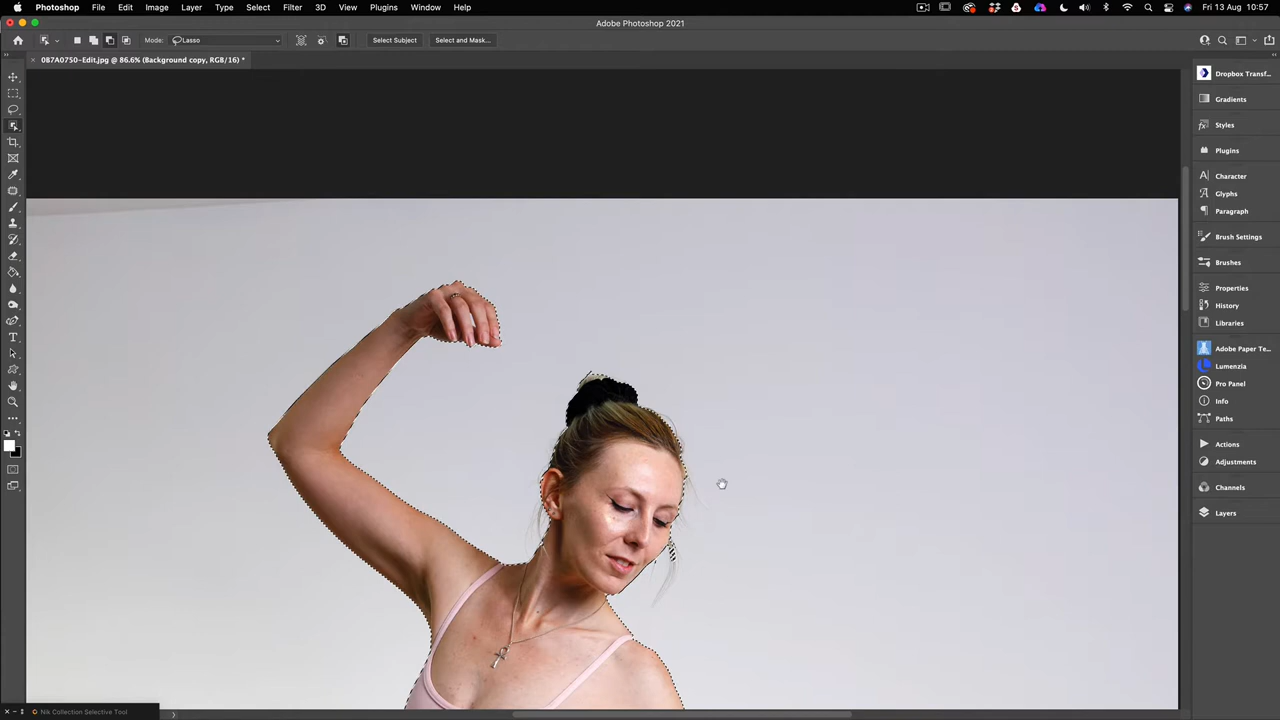 Photoshop File Edit Image Layer Type Select Filter 3D View Plugins Window Help Fri 13 Aug 10:57
Adobe Photoshop 2021
Mode: Lasso Select Subject Select and Mask...
0B7A0750-Edit.jpg @ 86.6% (Background copy, RGB/16) *
Dropbox Transf...
Gradients
Styles
Plugins
Character
Glyphs
Paragraph
Brush Settings
Brushes
Properties
History
Libraries
Adobe Paper Te...
Lumenzia
Pro Panel
Info
Paths
Actions
Adjustments
Channels
Layers
Nik Collection Selective Tool